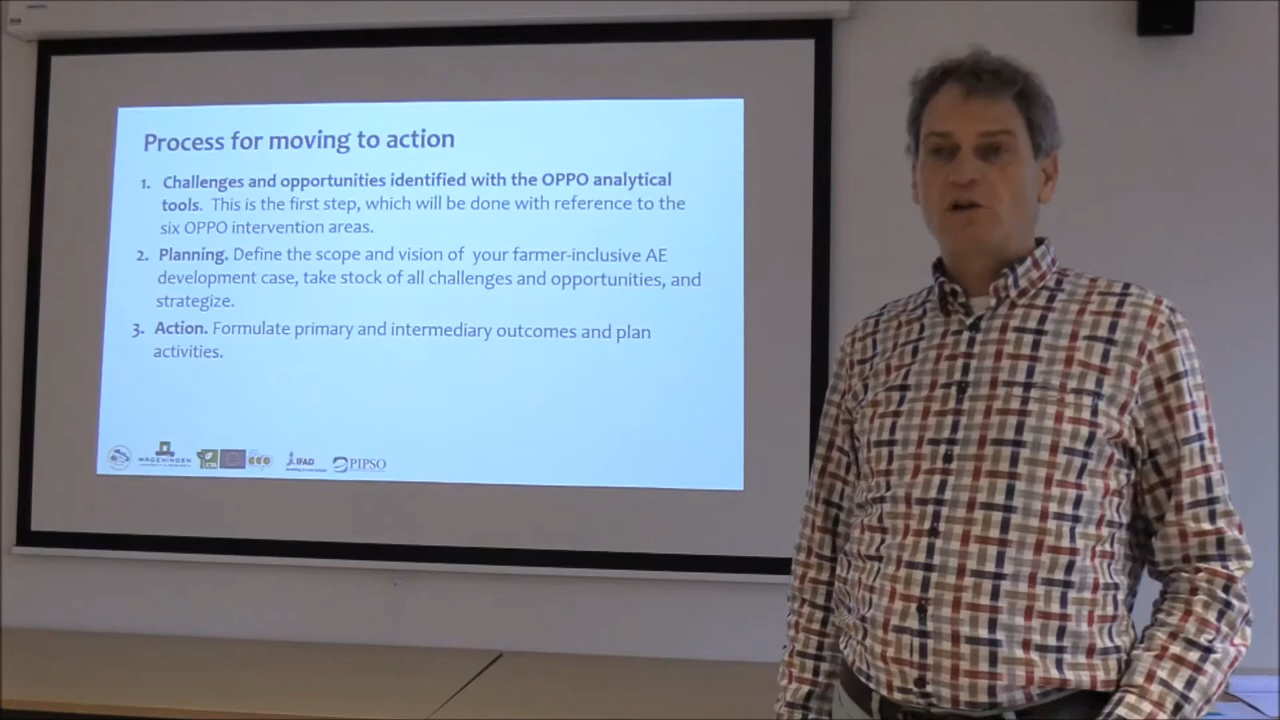 Process for moving to action
1. Challenges and opportunities identified with the OPPO analytical
tools. This is the first step, which will be done with reference to the
six OPPO intervention areas.
2. Planning. Define the scope and vision of your farmer-inclusive AE
development case, take stock of all challenges and opportunities, and
strategize.
3. Action. Formulate primary and intermediary outcomes and plan
activities.
WAGENINGEN
CTA
IFAD
PIPSO